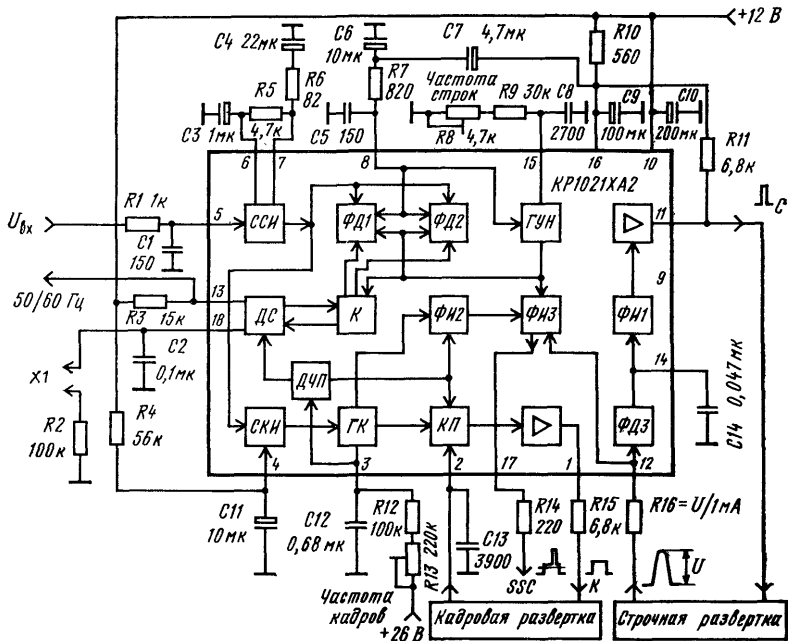 С4 22мк
С6
10мк
С7
4,7мк
R10
560
+12 В
R5
4,7к
R6
82
R7
820
Частота
строк
R8
4,7к
R9 30к
С8
2700
С9
100мк
С10
200мк
R11
6,8к
С3 1мк
С5 150
6 7 8 15 16 10
КР1021ХА2
Uвх
R1 1к
С1
150
5
ССИ
ФД1
ФД2
ГУН
11
С
50/60 Гц
R3 15к
13
18
ДС
К
ФИ2
ФИ3
ФИ1
9
14
Х1
С2
0,1мк
ДЧП
R2
100к
R4
56к
СКИ
ГК
КП
ФД3
С14 0,047мк
4 3 2 17 1 12
С11
10мк
С12
0,68мк
R12
100к
R13 220к
С13
3900
R14
220
R15
6,8к
R16=U/1мА
SSC
К
U
Частота
кадров
+26 В
Кадровая развертка
Строчная развертка